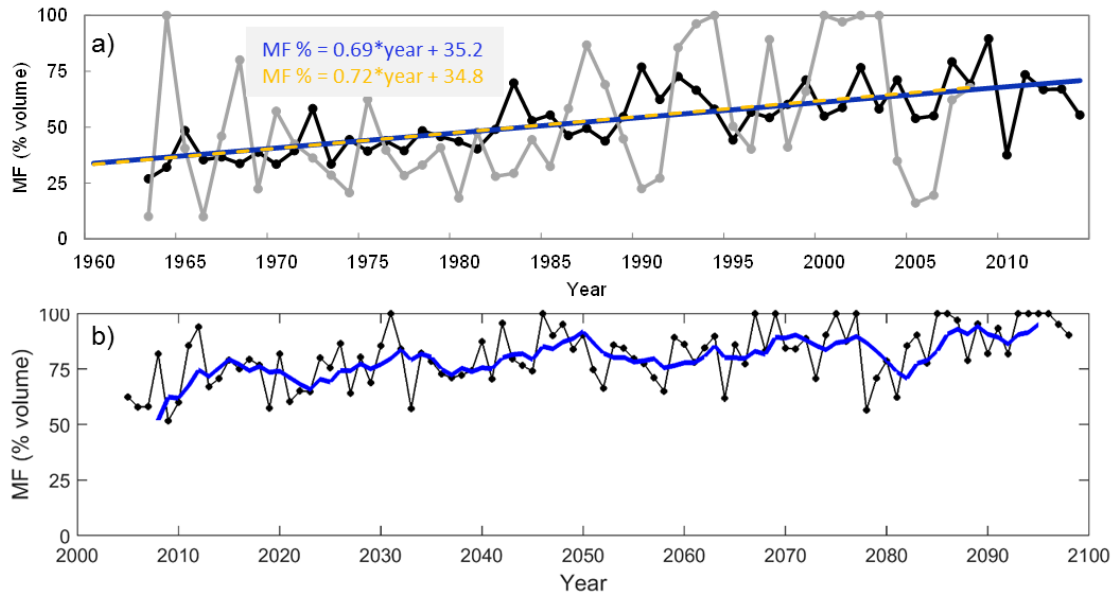 a)
MF % = 0.69*year + 35.2
MF % = 0.72*year + 34.8
MF (% volume)
100
75
50
25
0
1960 1965 1970 1975 1980 1985 1990 1995 2000 2005 2010
Year
b)
MF (% volume)
100
75
50
25
0
2000 2010 2020 2030 2040 2050 2060 2070 2080 2090 2100
Year